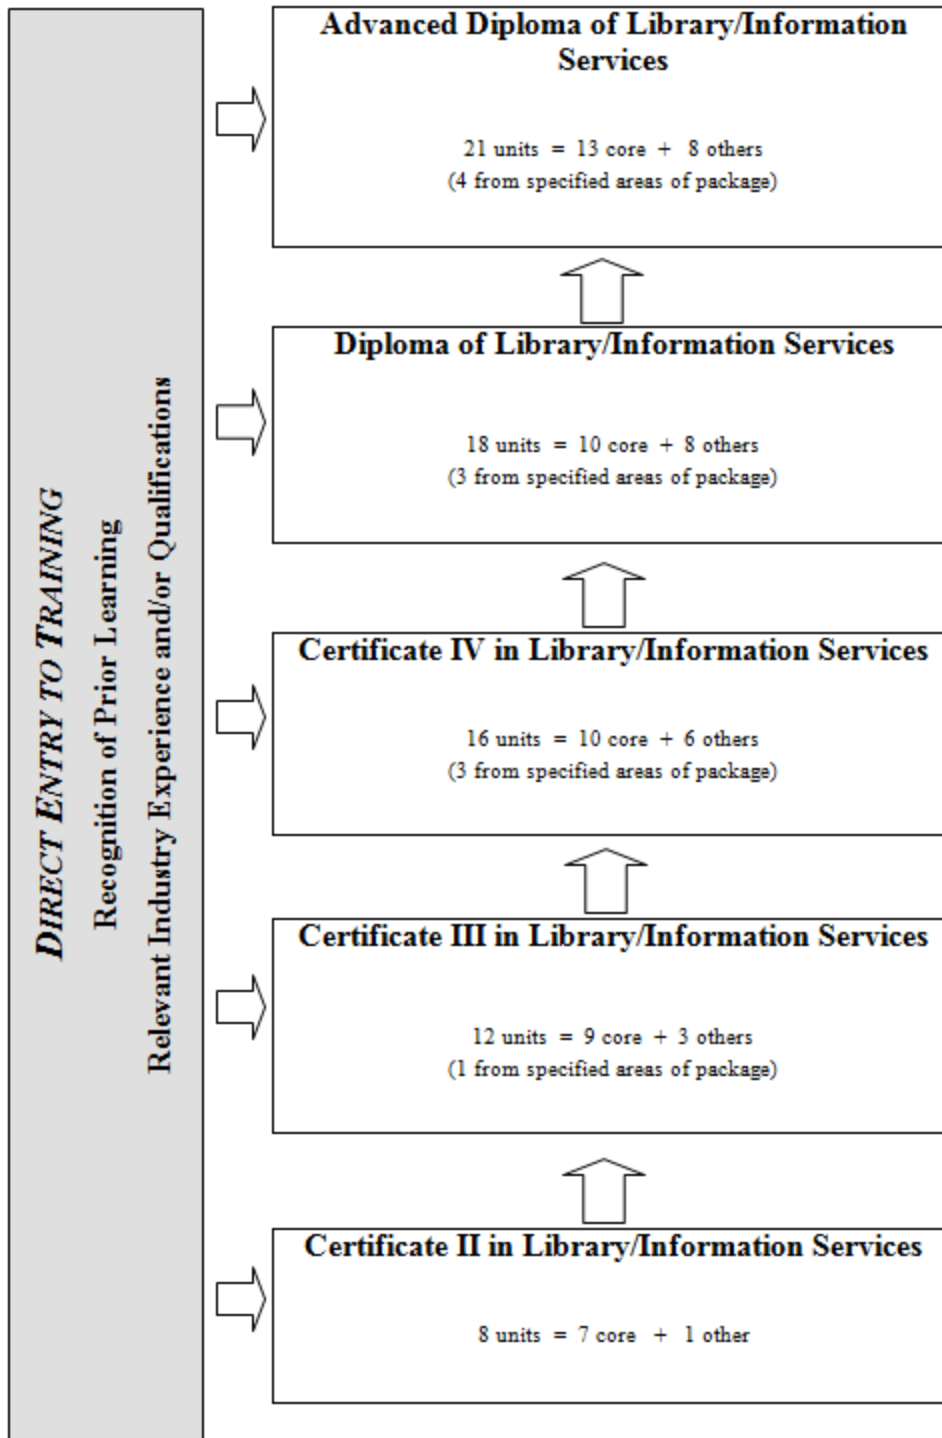 DIRECT ENTRY TO TRAINING
Recognition of Prior Learning
Relevant Industry Experience and/or Qualifications
Advanced Diploma of Library/Information
Services
21 units = 13 core + 8 others
(4 from specified areas of package)
Diploma of Library/Information Services
18 units = 10 core + 8 others
(3 from specified areas of package)
Certificate IV in Library/Information Services
16 units = 10 core + 6 others
(3 from specified areas of package)
Certificate III in Library/Information Services
12 units = 9 core + 3 others
(1 from specified areas of package)
Certificate II in Library/Information Services
8 units = 7 core + 1 other